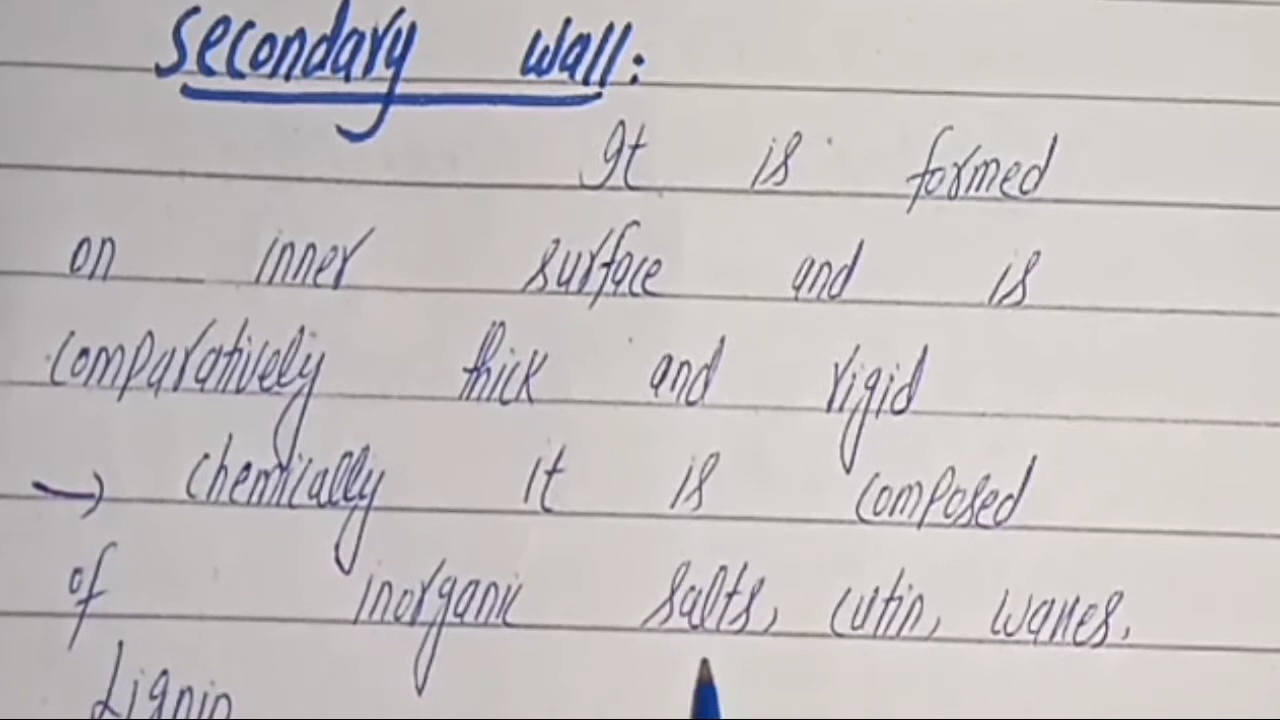 Secondary wall:
It is formed
on inner surface and is
comparatively thick and rigid
→ chemically it is composed
of inorganic salts, cutin, waxes,
Lignin